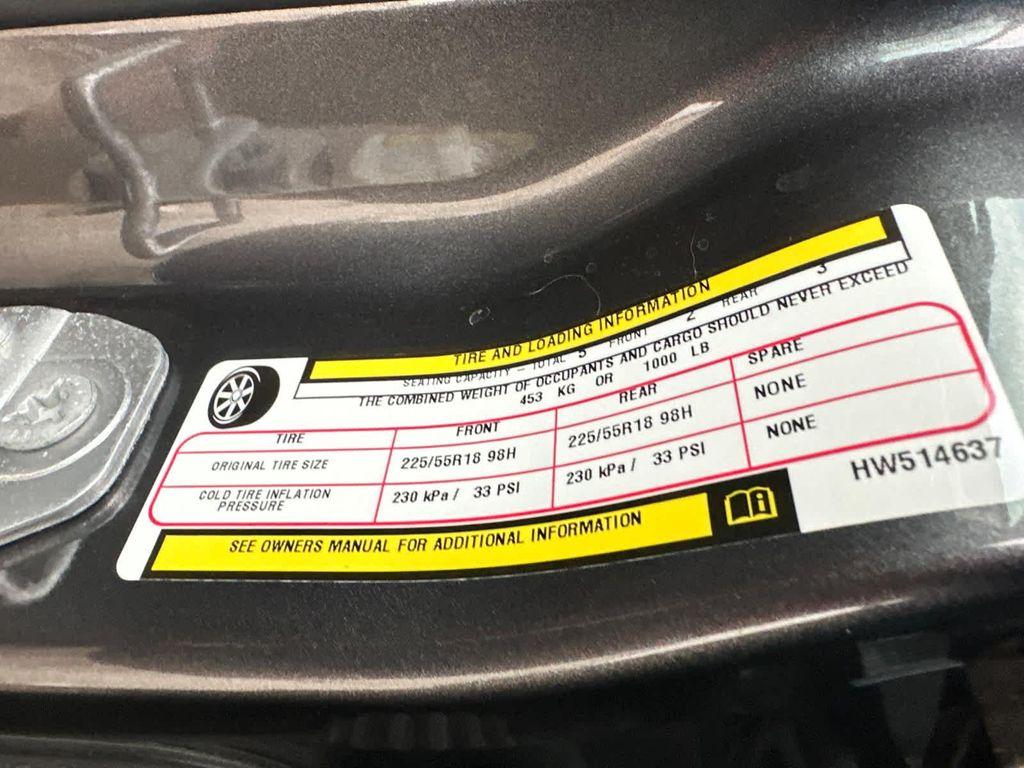 TIRE AND LOADING INFORMATION
SEATING CAPACITY - TOTAL 5 FRONT 2 REAR 3
THE COMBINED WEIGHT OF OCCUPANTS AND CARGO SHOULD NEVER EXCEED
453 KG OR 1000 LB
TIRE FRONT REAR SPARE
ORIGINAL TIRE SIZE 225/55R18 98H 225/55R18 98H NONE
COLD TIRE INFLATION
PRESSURE 230 kPa / 33 PSI 230 kPa / 33 PSI NONE
SEE OWNERS MANUAL FOR ADDITIONAL INFORMATION
HW514637